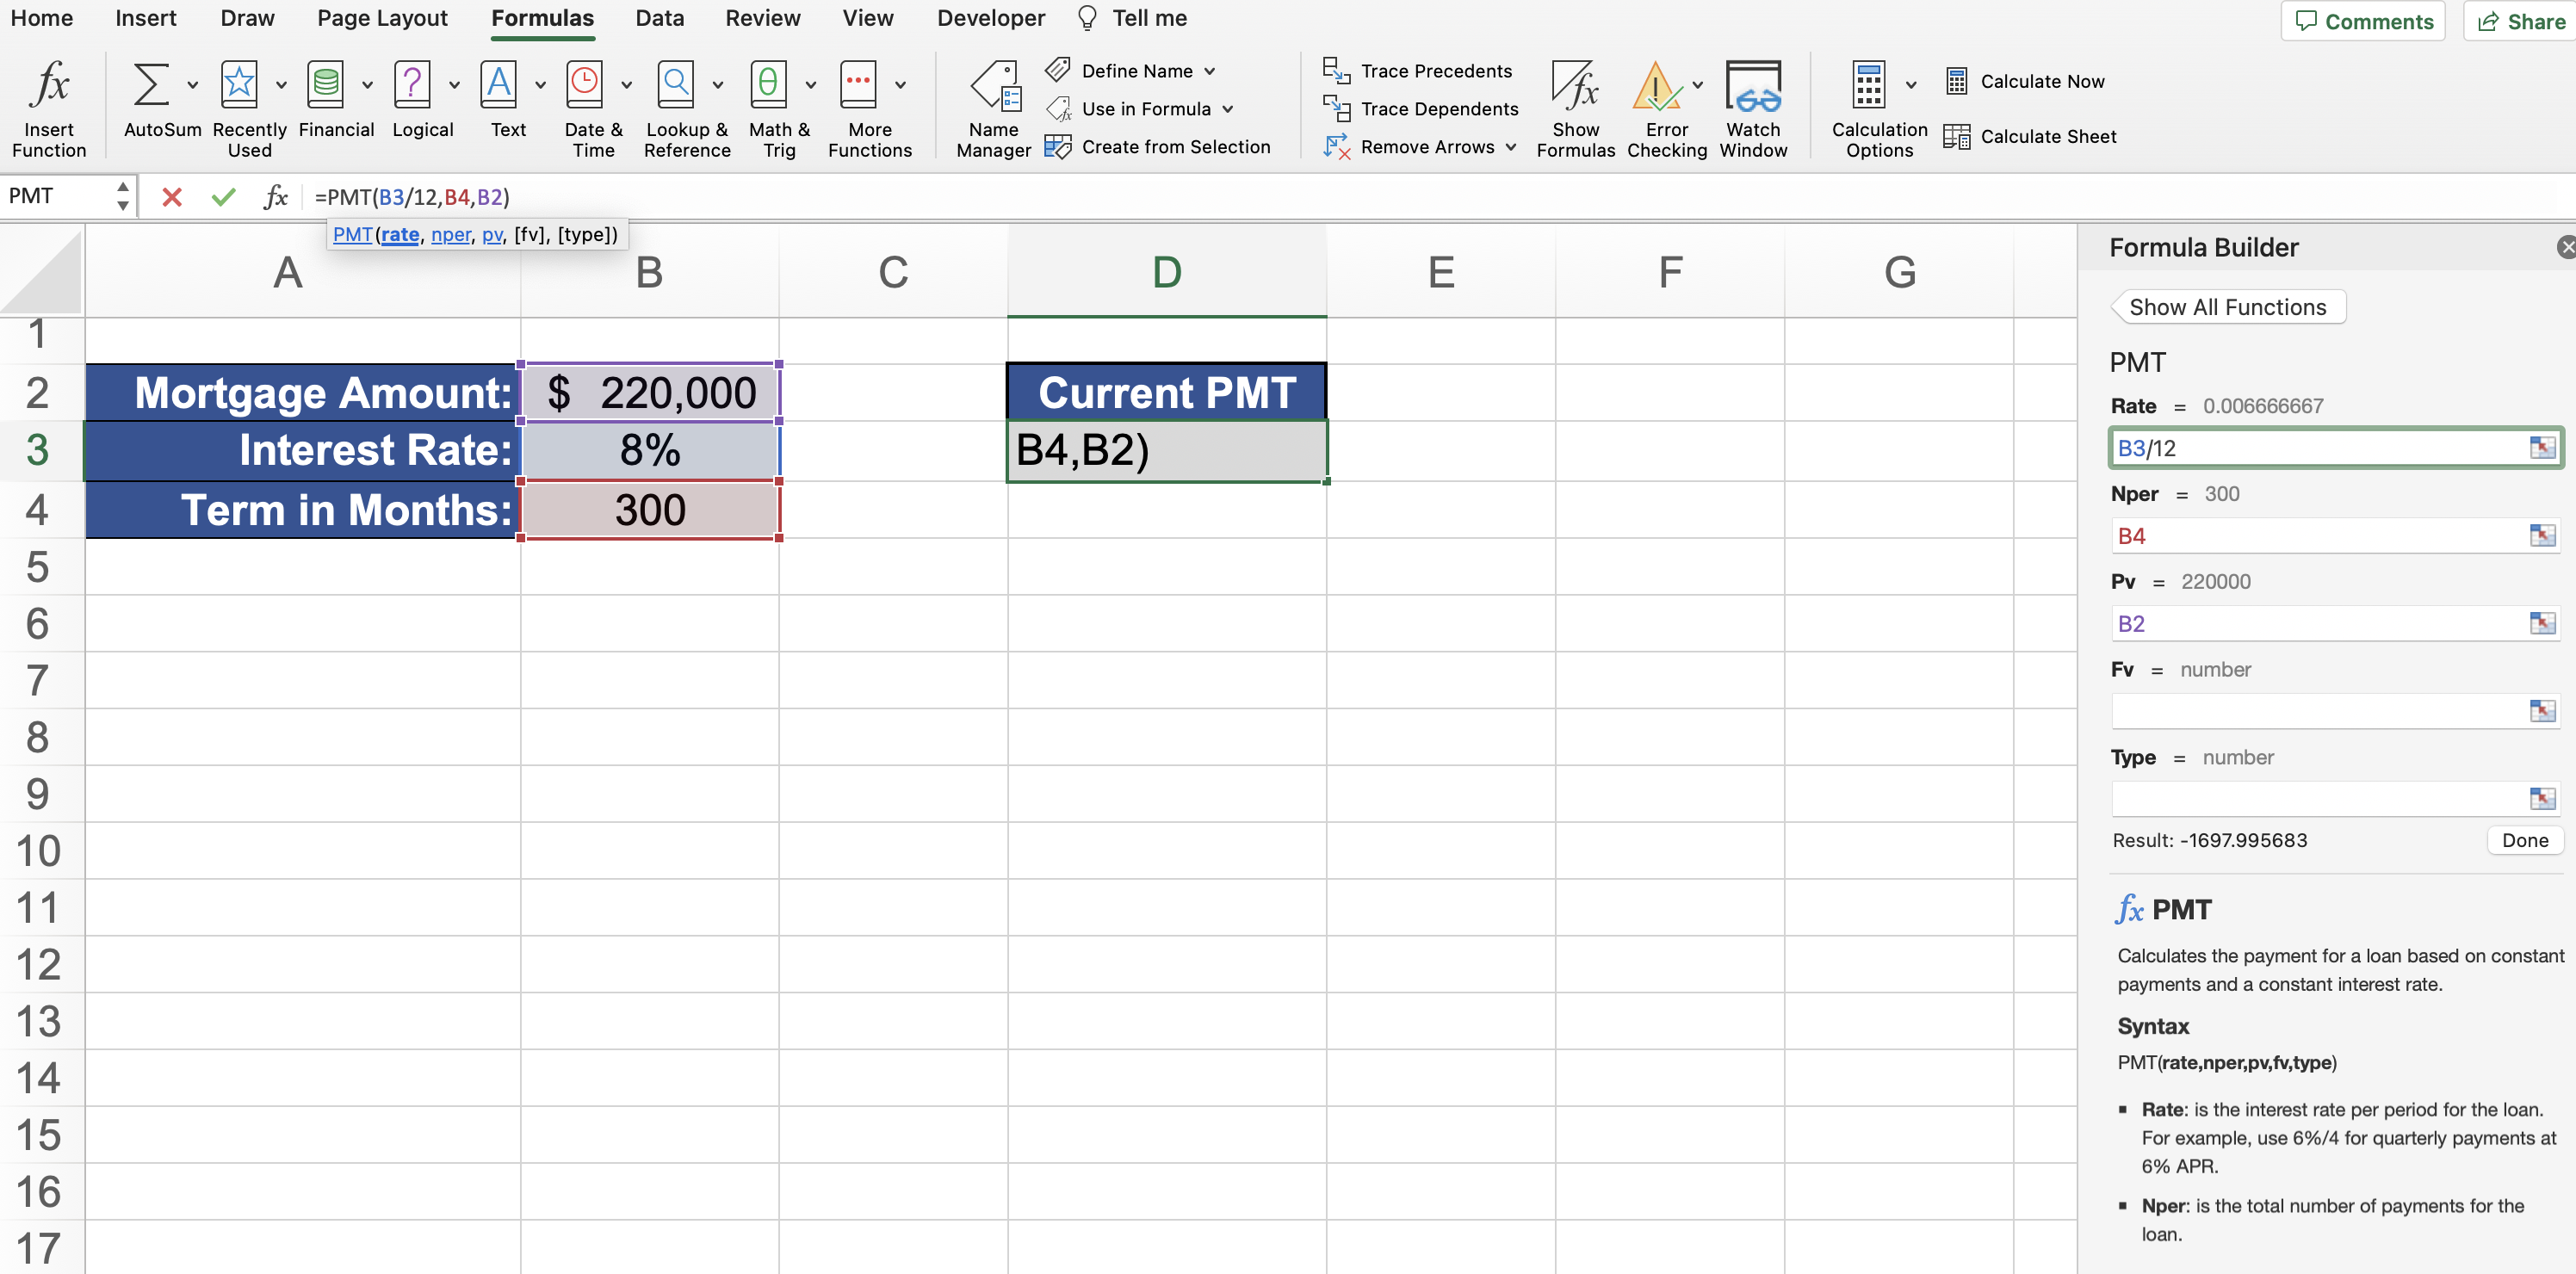 Home Insert Draw Page Layout Formulas Data Review View Developer Tell me Comments Share
Insert Function
AutoSum
Recently Used
Financial
Logical
Text
Date & Time
Lookup & Reference
Math & Trig
More Functions
Name Manager
Define Name
Use in Formula
Create from Selection
Trace Precedents
Trace Dependents
Remove Arrows
Show Formulas
Error Checking
Watch Window
Calculation Options
Calculate Now
Calculate Sheet
PMT fx =PMT(B3/12,B4,B2)
PMT(rate, nper, pv, [fv], [type])
A B C D E F G
1
2 Mortgage Amount: $ 220,000 Current PMT
3 Interest Rate: 8% B4,B2)
4 Term in Months: 300
5
6
7
8
9
10
11
12
13
14
15
16
17
Formula Builder
Show All Functions
PMT
Rate = 0.006666667
B3/12
Nper = 300
B4
Pv = 220000
B2
Fv = number
Type = number
Result: -1697.995683 Done
fx PMT
Calculates the payment for a loan based on constant
payments and a constant interest rate.
Syntax
PMT(rate,nper,pv,fv,type)
▪ Rate: is the interest rate per period for the loan.
For example, use 6%/4 for quarterly payments at
6% APR.
▪ Nper: is the total number of payments for the
loan.